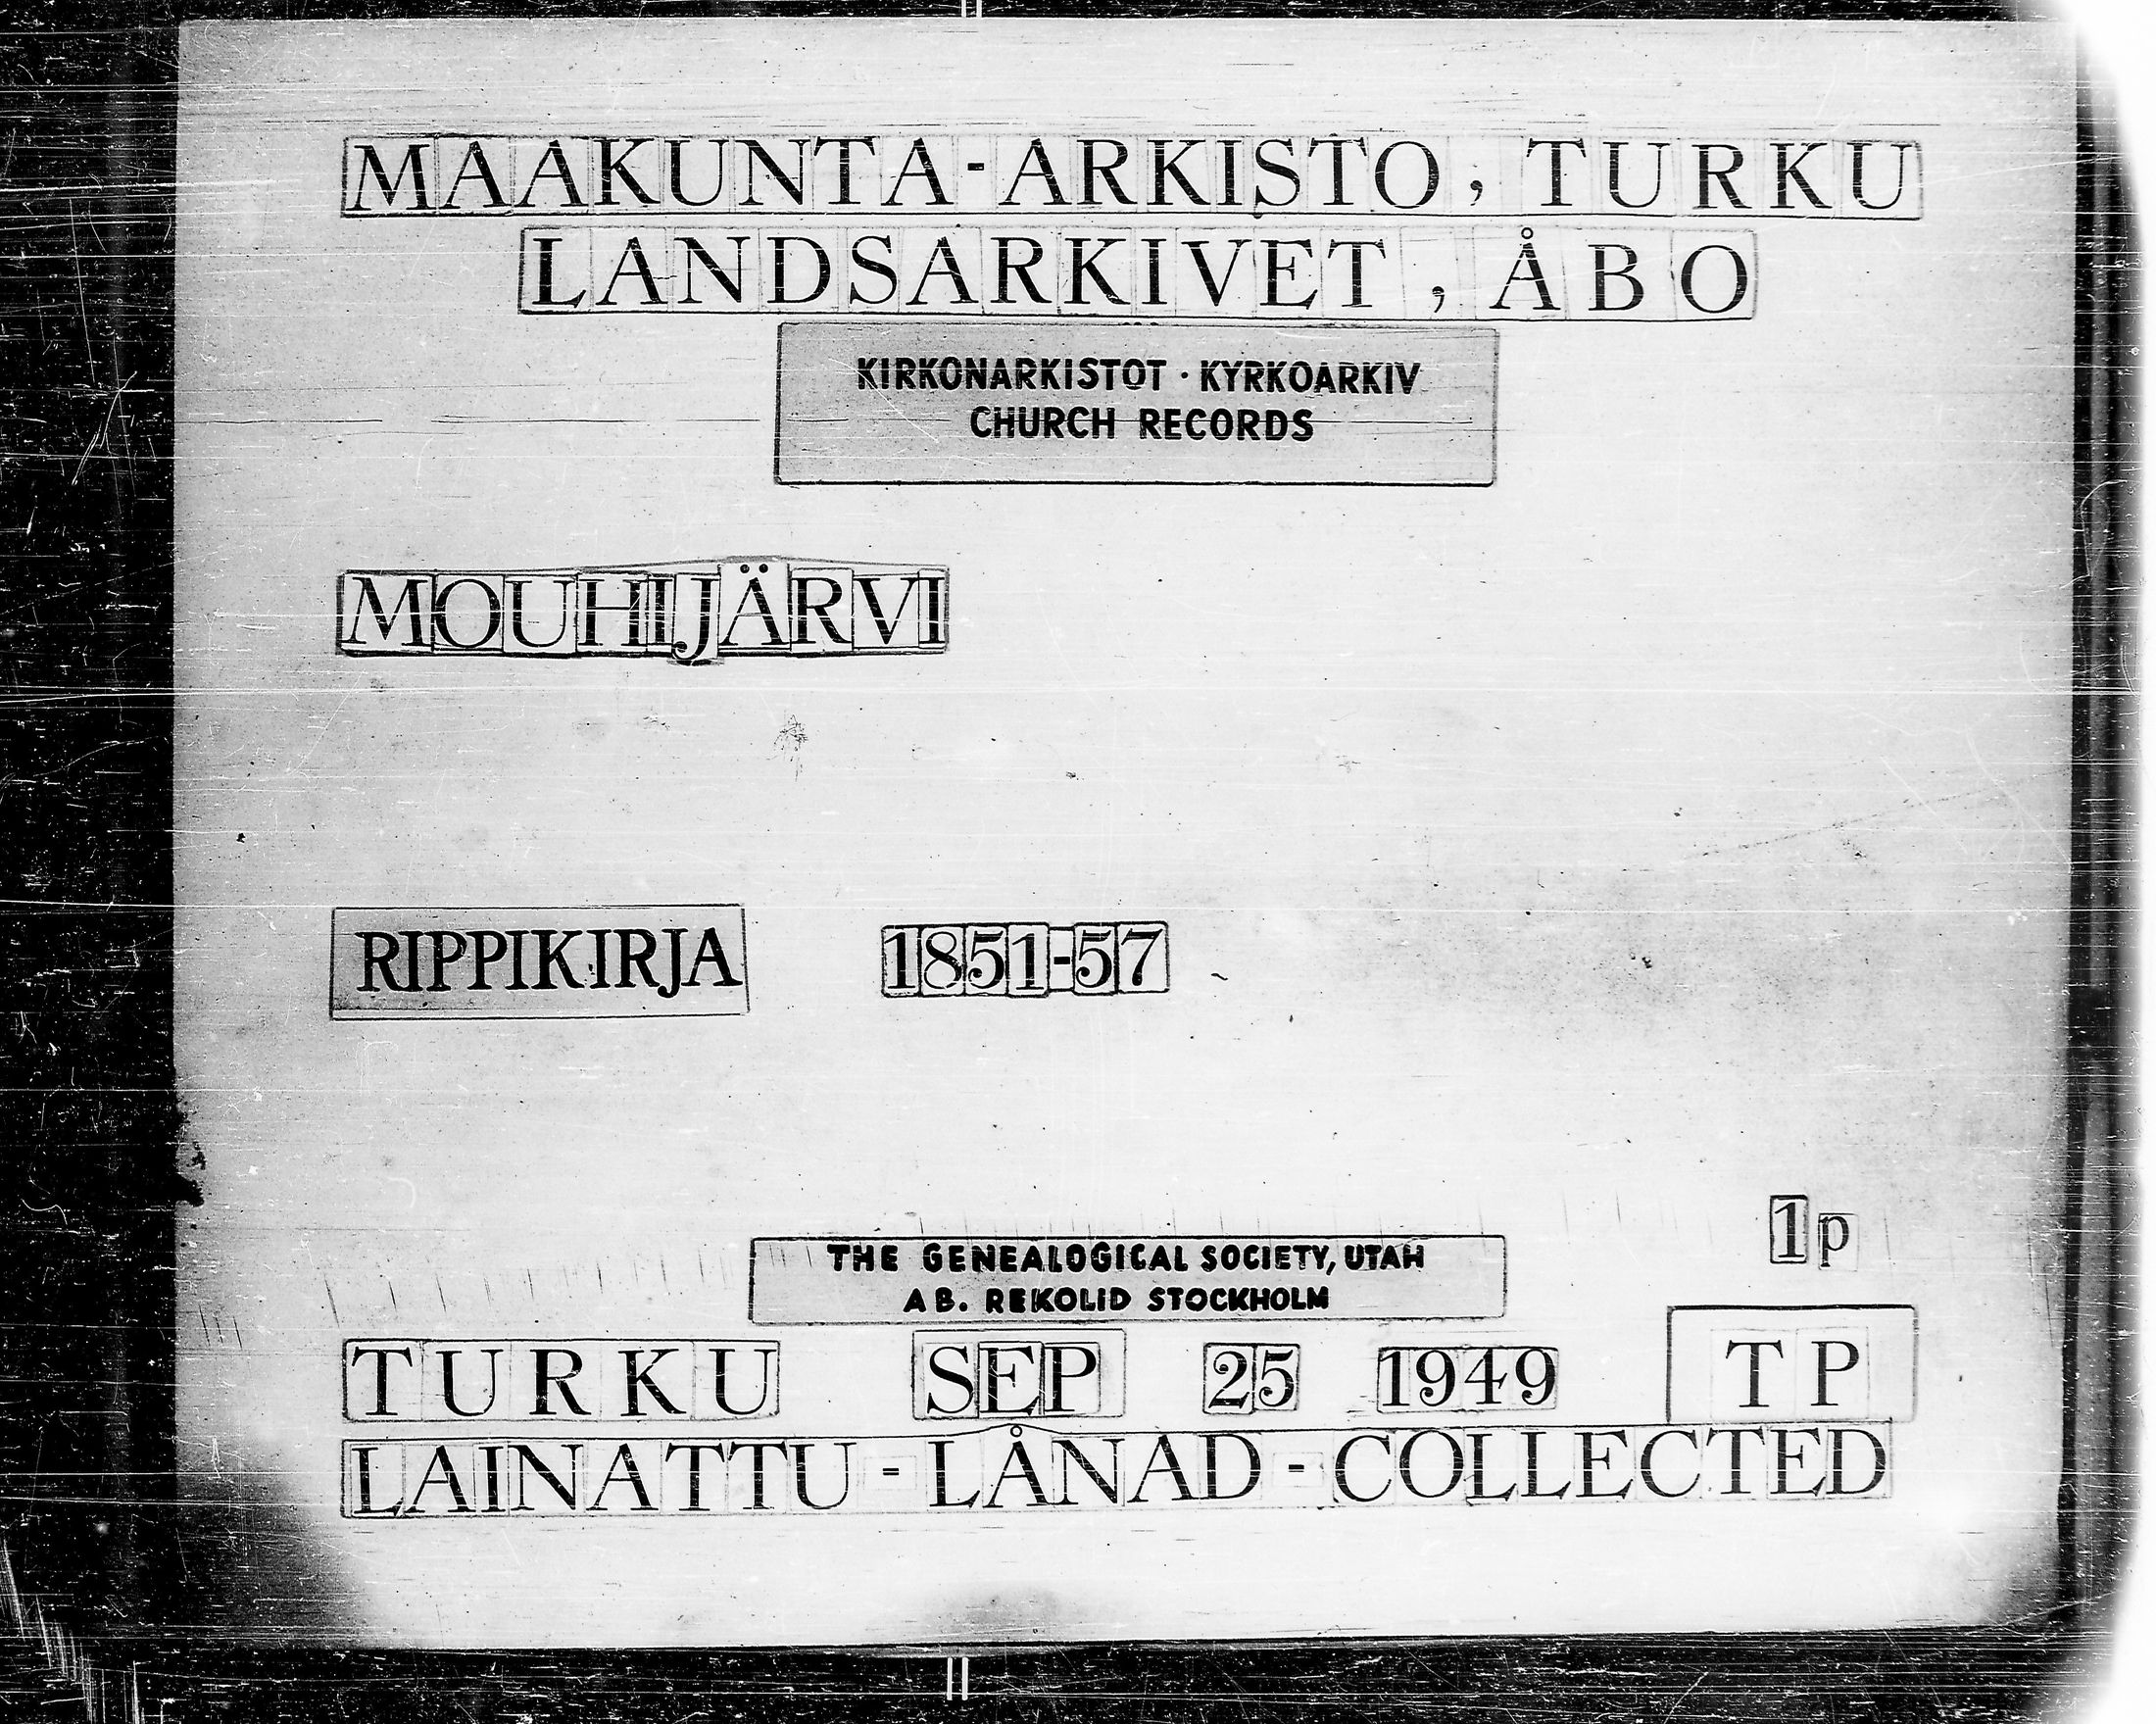 MAAKUNTA-ARKISTO, TURKU
LANDSARKIVET, ÅBO
KIRKONARKISTOT · KYRKOARKIV
CHURCH RECORDS
MOUHIJÄRVI
RIPPIKIRJA 1851-57
1p
THE GENEALOGICAL SOCIETY, UTAH
AB. REKOLID STOCKHOLM
TURKU SEP 25 1949 TP
LAINATTU - LÅNAD - COLLECTED